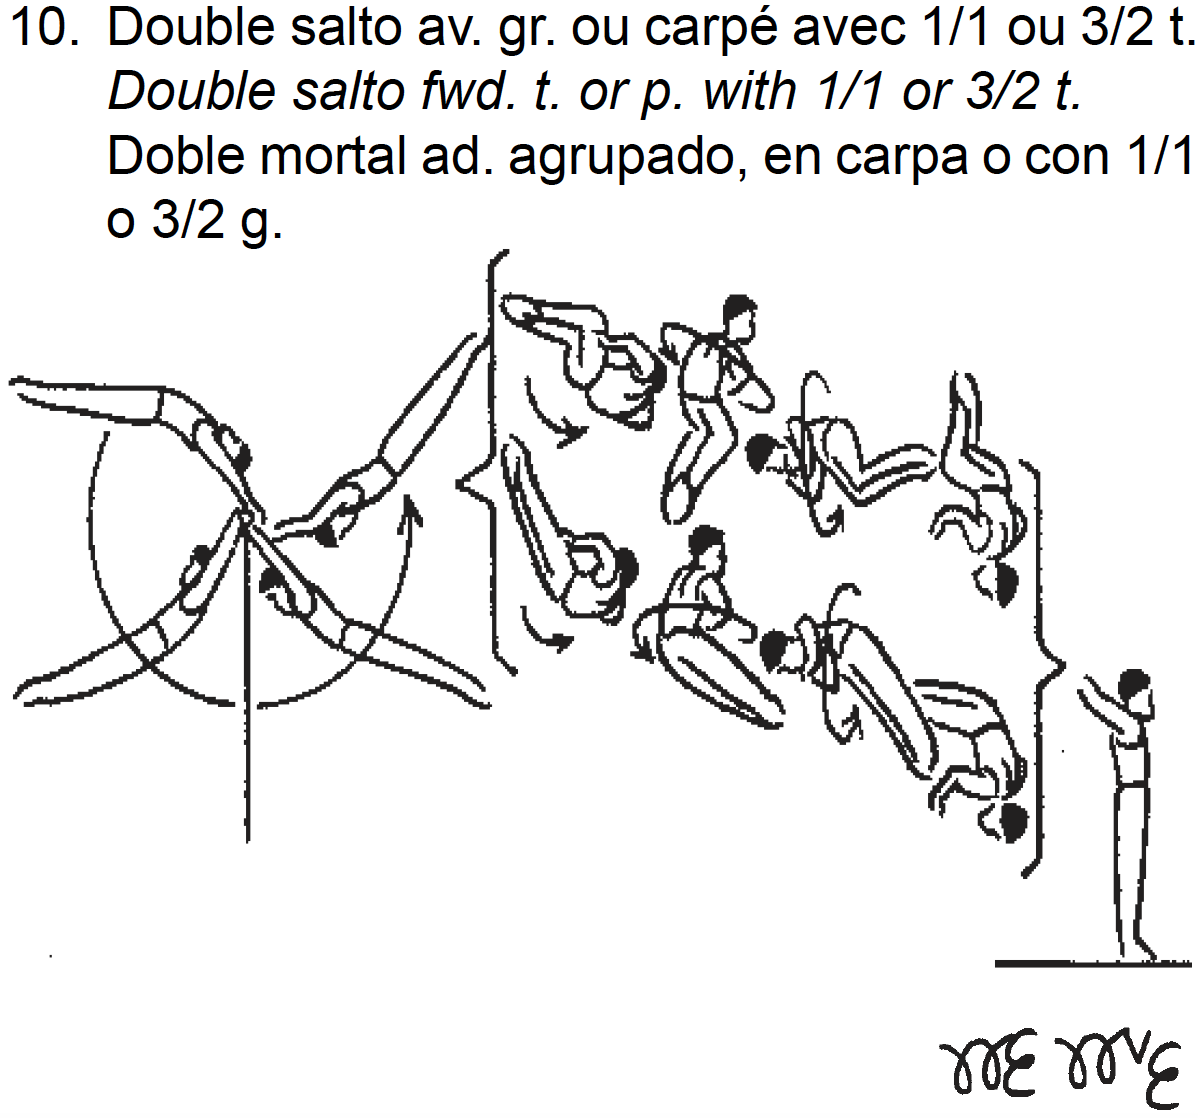 10. Double salto av. gr. ou carpé avec 1/1 ou 3/2 t.
Double salto fwd. t. or p. with 1/1 or 3/2 t.
Doble mortal ad. agrupado, en carpa o con 1/1
o 3/2 g.